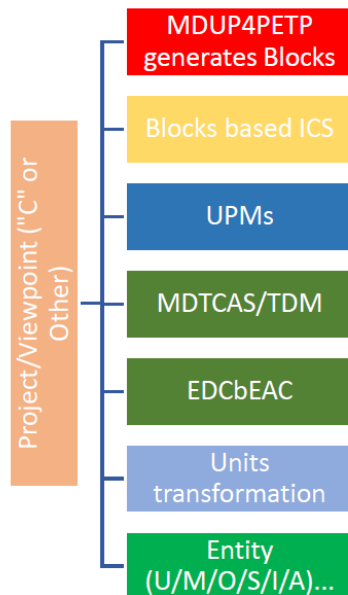 Project/Viewpoint ("C" or
Other)
MDUP4PETP
generates Blocks
Blocks based ICS
UPMs
MDTCAS/TDM
EDCbEAC
Units
transformation
Entity
(U/M/O/S/I/A)...